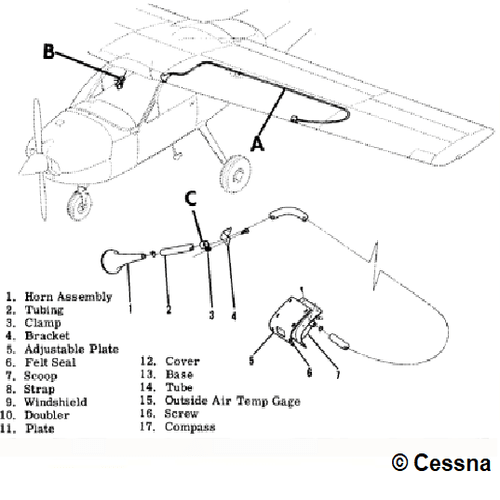 B
A
C
1 2 3 4
5 6 7
1. Horn Assembly
2. Tubing
3. Clamp
4. Bracket
5. Adjustable Plate
6. Felt Seal
7. Scoop
8. Strap
9. Windshield
10. Doubler
11. Plate
12. Cover
13. Base
14. Tube
15. Outside Air Temp Gage
16. Screw
17. Compass
© Cessna